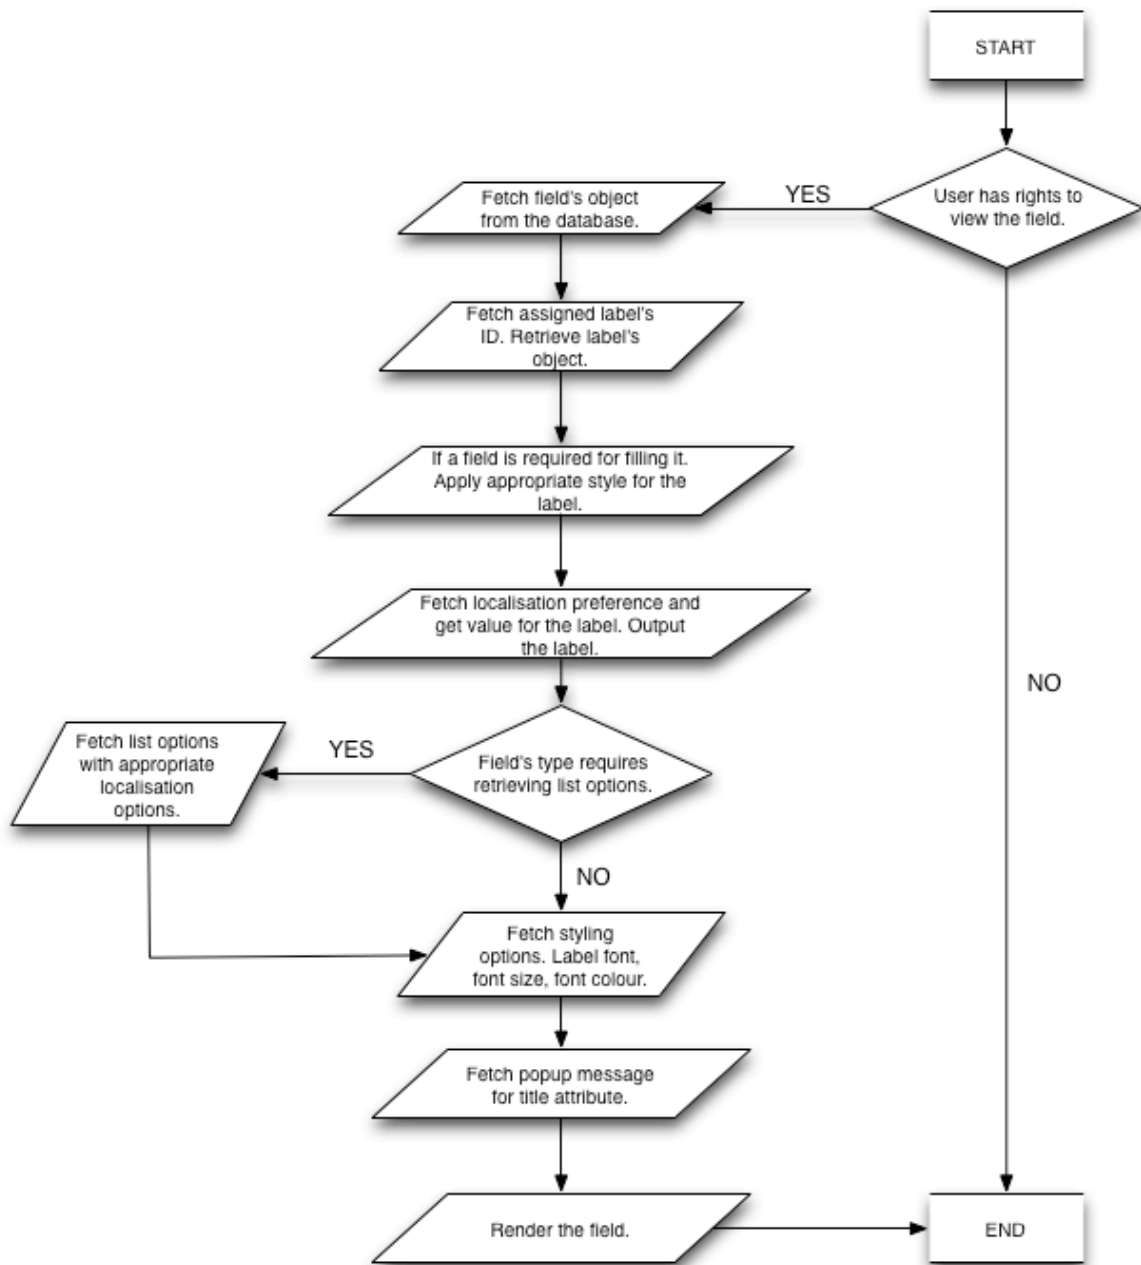 START
User has rights to
view the field.
YES
Fetch field's object
from the database.
Fetch assigned label's
ID. Retrieve label's
object.
If a field is required for filling it.
Apply appropriate style for the
label.
Fetch localisation preference and
get value for the label. Output
the label.
NO
Field's type requires
retrieving list options.
YES
Fetch list options
with appropriate
localisation
options.
NO
Fetch styling
options. Label font,
font size, font colour.
Fetch popup message
for title attribute.
Render the field.
END